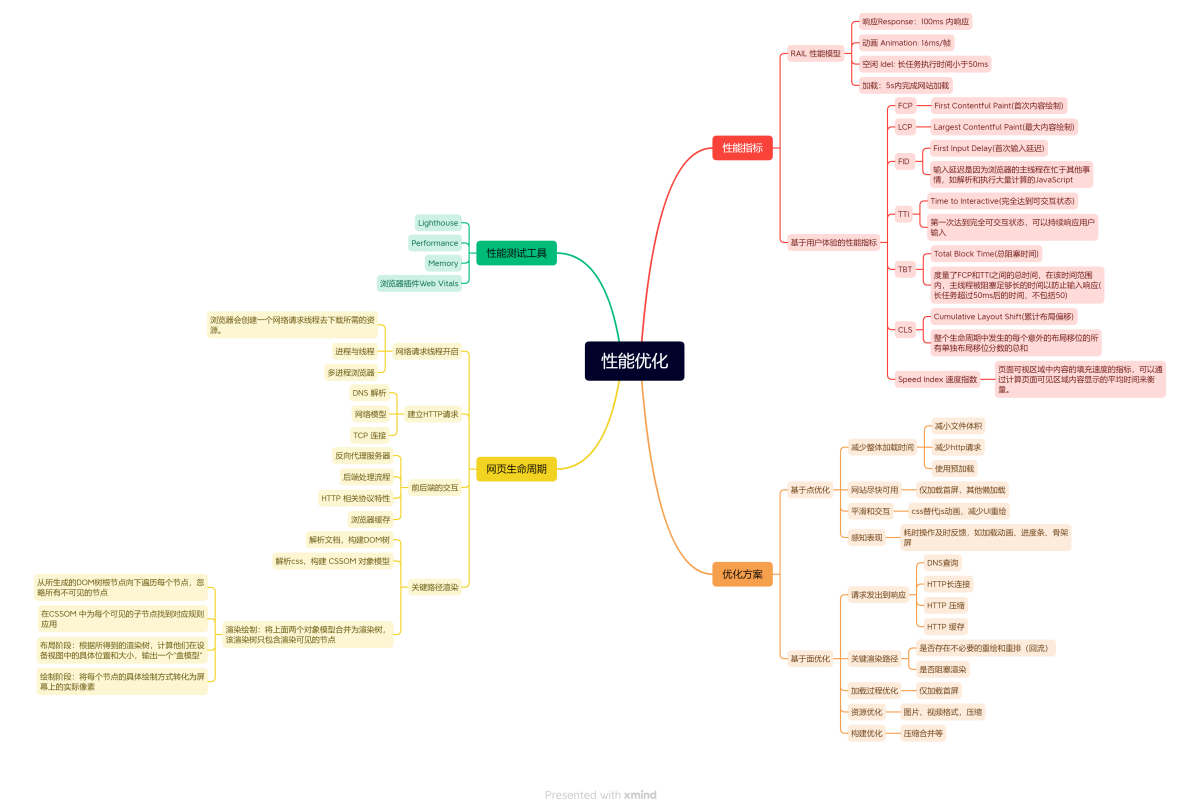 性能优化
性能指标
RAIL 性能模型
响应Response：100ms 内响应
动画 Animation: 16ms/帧
空闲 Idel: 长任务执行时间小于50ms
加载：5s内完成网站加载
基于用户体验的性能指标
FCP
First Contentful Paint(首次内容绘制)
LCP
Largest Contentful Paint(最大内容绘制)
FID
First Input Delay(首次输入延迟)
输入延迟是因为浏览器的主线程在忙于其他事
情，如解析和执行大量计算的JavaScript
TTI
Time to Interactive(完全达到可交互状态)
第一次达到完全可交互状态，可以持续响应用户
输入
TBT
Total Block Time(总阻塞时间)
度量了FCP和TTI之间的总时间，在该时间范围
内，主线程被阻塞足够长的时间以防止输入响应(
长任务超过50ms后的时间，不包括50)
CLS
Cumulative Layout Shift(累计布局偏移)
整个生命周期中发生的每个意外的布局移位的所
有单独布局移位分数的总和
Speed Index 速度指数
页面可视区域中内容的填充速度的指标，可以通
过计算页面可见区域内容显示的平均时间来衡
量。
优化方案
基于点优化
减少整体加载时间
减小文件体积
减少http请求
使用预加载
网站尽快可用
仅加载首屏，其他懒加载
平滑和交互
css替代js动画，减少UI重绘
感知表现
耗时操作及时反馈，如加载动画、进度条、骨架
屏
基于面优化
请求发出到响应
DNS查询
HTTP长连接
HTTP 压缩
HTTP 缓存
关键渲染路径
是否存在不必要的重绘和重排（回流）
是否阻塞渲染
加载过程优化
仅加载首屏
资源优化
图片、视频格式，压缩
构建优化
压缩合并等
性能测试工具
Lighthouse
Performance
Memory
浏览器插件Web Vitals
网页生命周期
网络请求线程开启
浏览器会创建一个网络请求线程去下载所需的资
源。
进程与线程
多进程浏览器
建立HTTP请求
DNS 解析
网络模型
TCP 连接
前后端的交互
反向代理服务器
后端处理流程
HTTP 相关协议特性
浏览器缓存
关键路径渲染
解析文档，构建DOM树
解析css，构建 CSSOM 对象模型
渲染绘制：将上面两个对象模型合并为渲染树，
该渲染树只包含渲染可见的节点
从所生成的DOM树根节点向下遍历每个节点，忽
略所有不可见的节点
在CSSOM 中为每个可见的子节点找到对应规则
应用
布局阶段：根据所得到的渲染树，计算他们在设
备视图中的具体位置和大小，输出一个“盒模型”
绘制阶段：将每个节点的具体绘制方式转化为屏
幕上的实际像素
Presented with xmind